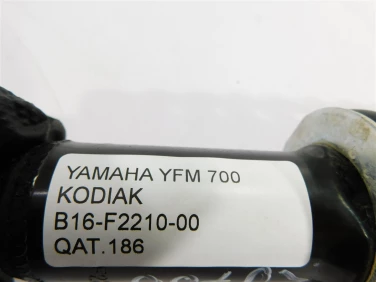 YAMAHA YFM 700
KODIAK
B16-F2210-00
QAT.186